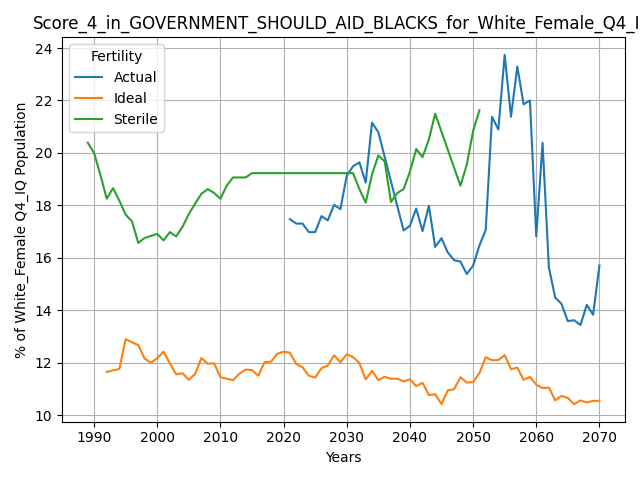 Score_4_in_GOVERNMENT_SHOULD_AID_BLACKS_for_White_Female_Q4_I
% of White_Female Q4_IQ Population
24
22
20
18
16
14
12
10
Fertility
Actual
Ideal
Sterile
1990
2000
2010
2020
2030
2040
2050
2060
2070
Years